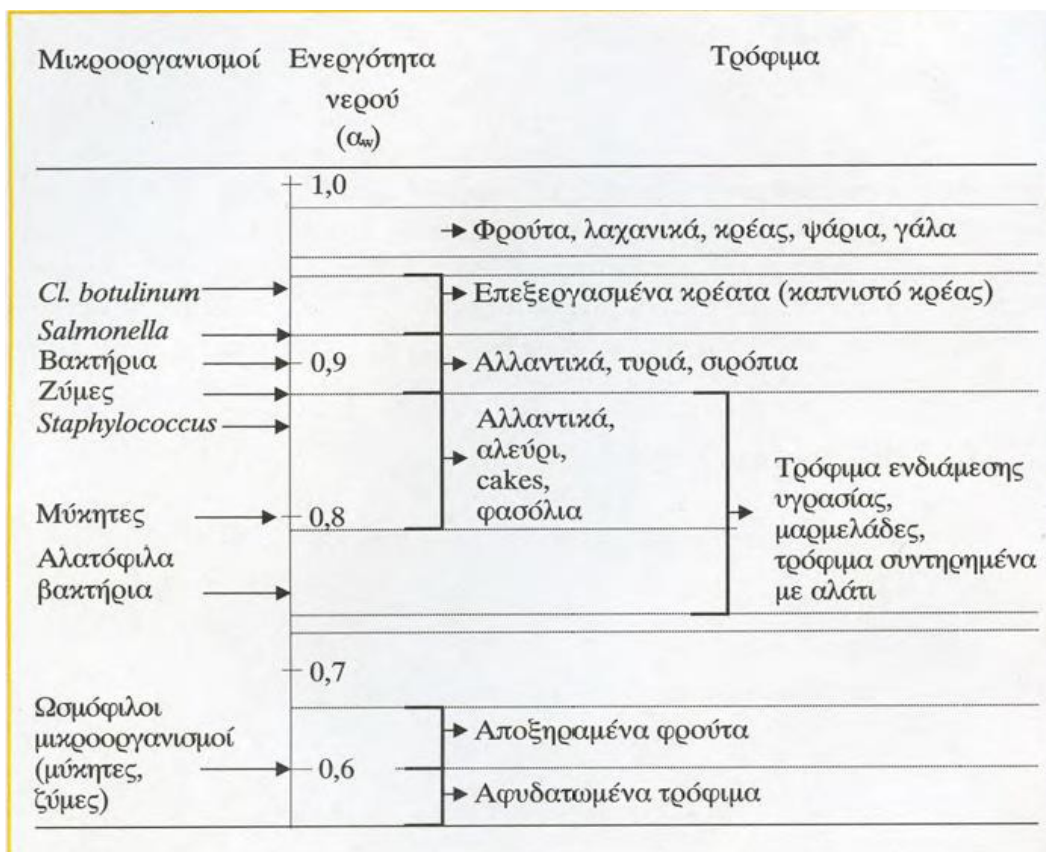 Μικροοργανισμοί Ενεργότητα Τρόφιμα
νερού
(αw)
1,0
Φρούτα, λαχανικά, κρέας, ψάρια, γάλα
Cl. botulinum
Επεξεργασμένα κρέατα (καπνιστό κρέας)
Salmonella
Βακτήρια
0,9
Αλλαντικά, τυριά, σιρόπια
Ζύμες
Staphylococcus
Αλλαντικά,
αλεύρι,
cakes,
φασόλια
Τρόφιμα ενδιάμεσης
υγρασίας,
μαρμελάδες,
τρόφιμα συντηρημένα
με αλάτι
Μύκητες
0,8
Αλατόφιλα
βακτήρια
0,7
Ωσμόφιλοι
μικροοργανισμοί
(μύκητες,
ζύμες)
0,6
Αποξηραμένα φρούτα
Αφυδατωμένα τρόφιμα